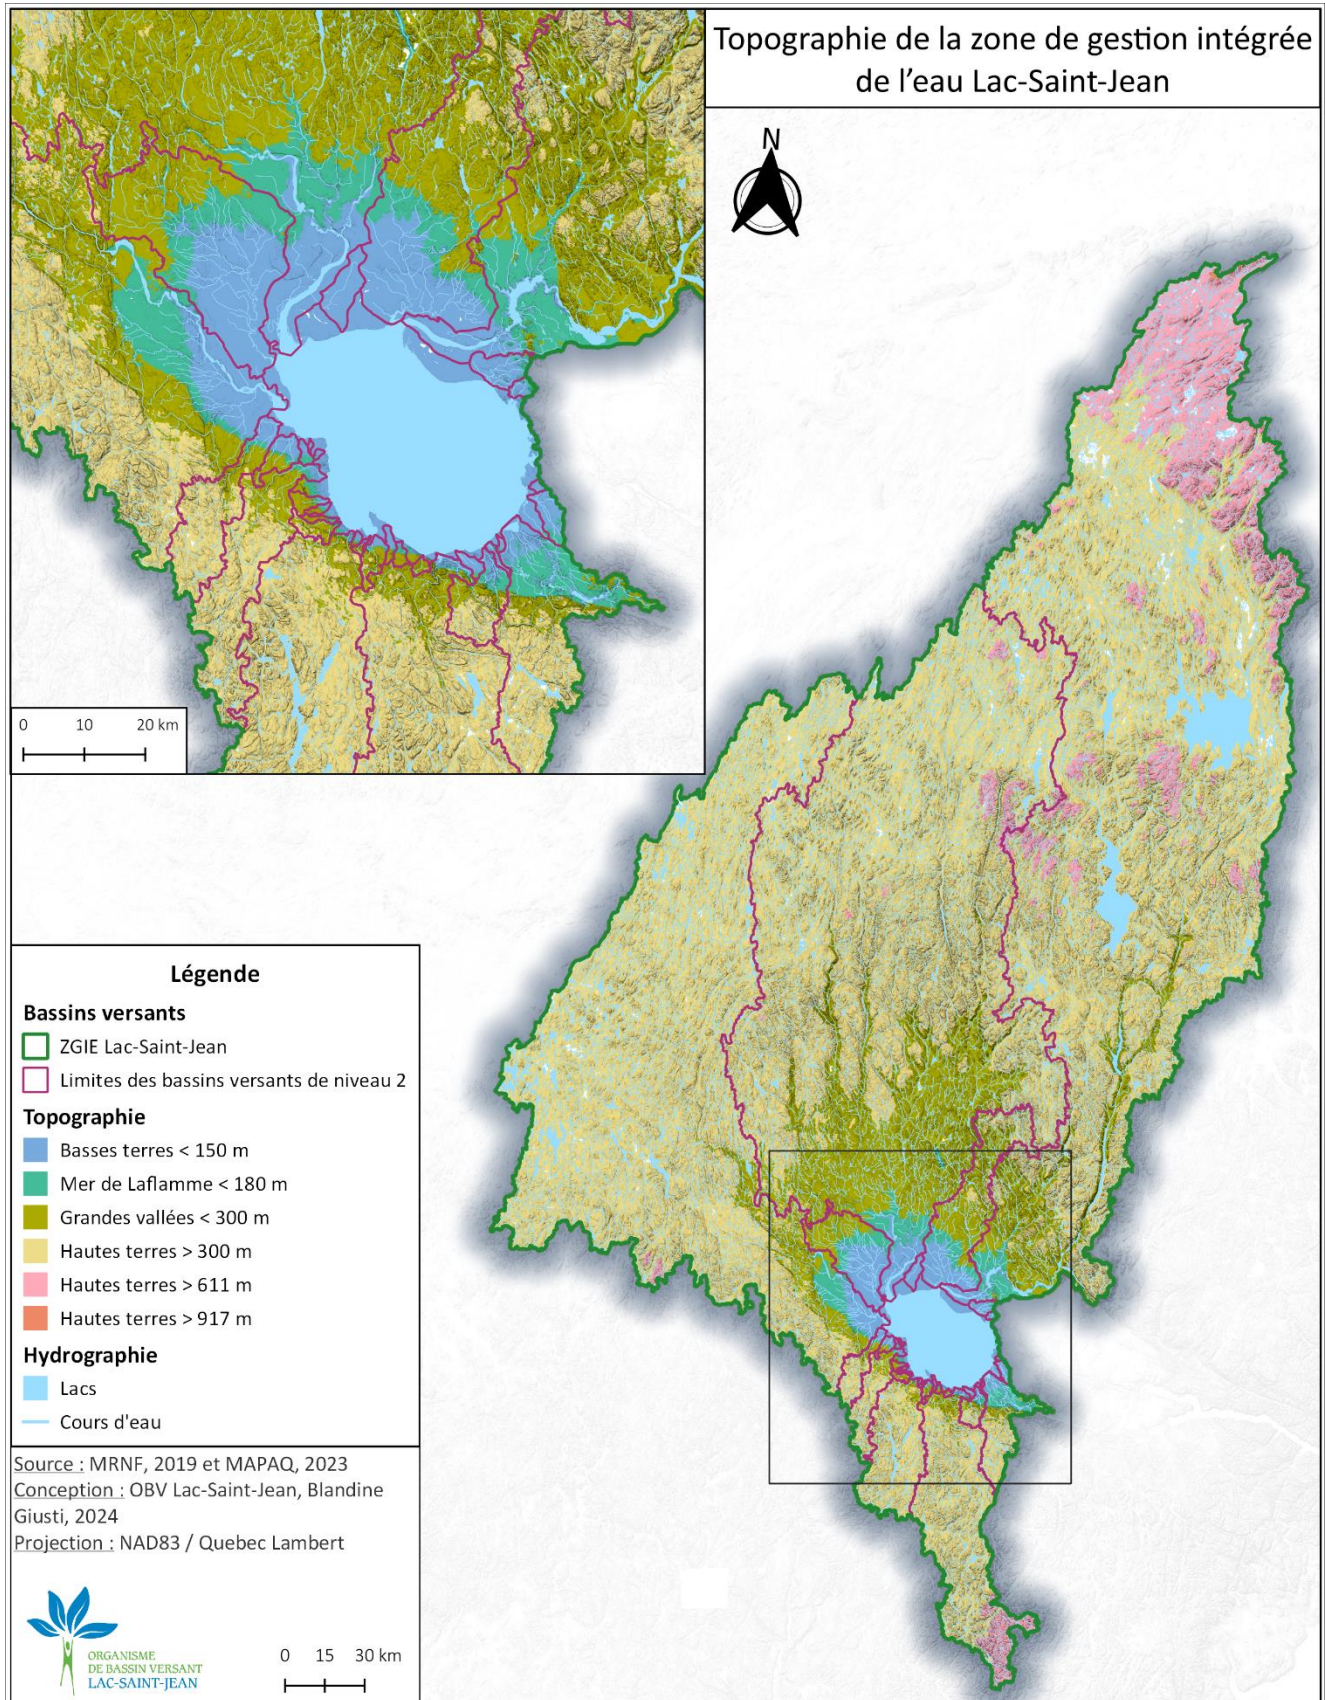 Topographie de la zone de gestion intégrée
de l'eau Lac-Saint-Jean
N
0 10 20 km
Légende
Bassins versants
ZGIE Lac-Saint-Jean
Limites des bassins versants de niveau 2
Topographie
Basses terres < 150 m
Mer de Laflamme < 180 m
Grandes vallées < 300 m
Hautes terres > 300 m
Hautes terres > 611 m
Hautes terres > 917 m
Hydrographie
Lacs
Cours d'eau
Source : MRNF, 2019 et MAPAQ, 2023
Conception : OBV Lac-Saint-Jean, Blandine
Giusti, 2024
Projection : NAD83 / Quebec Lambert
ORGANISME
DE BASSIN VERSANT
LAC-SAINT-JEAN
0 15 30 km